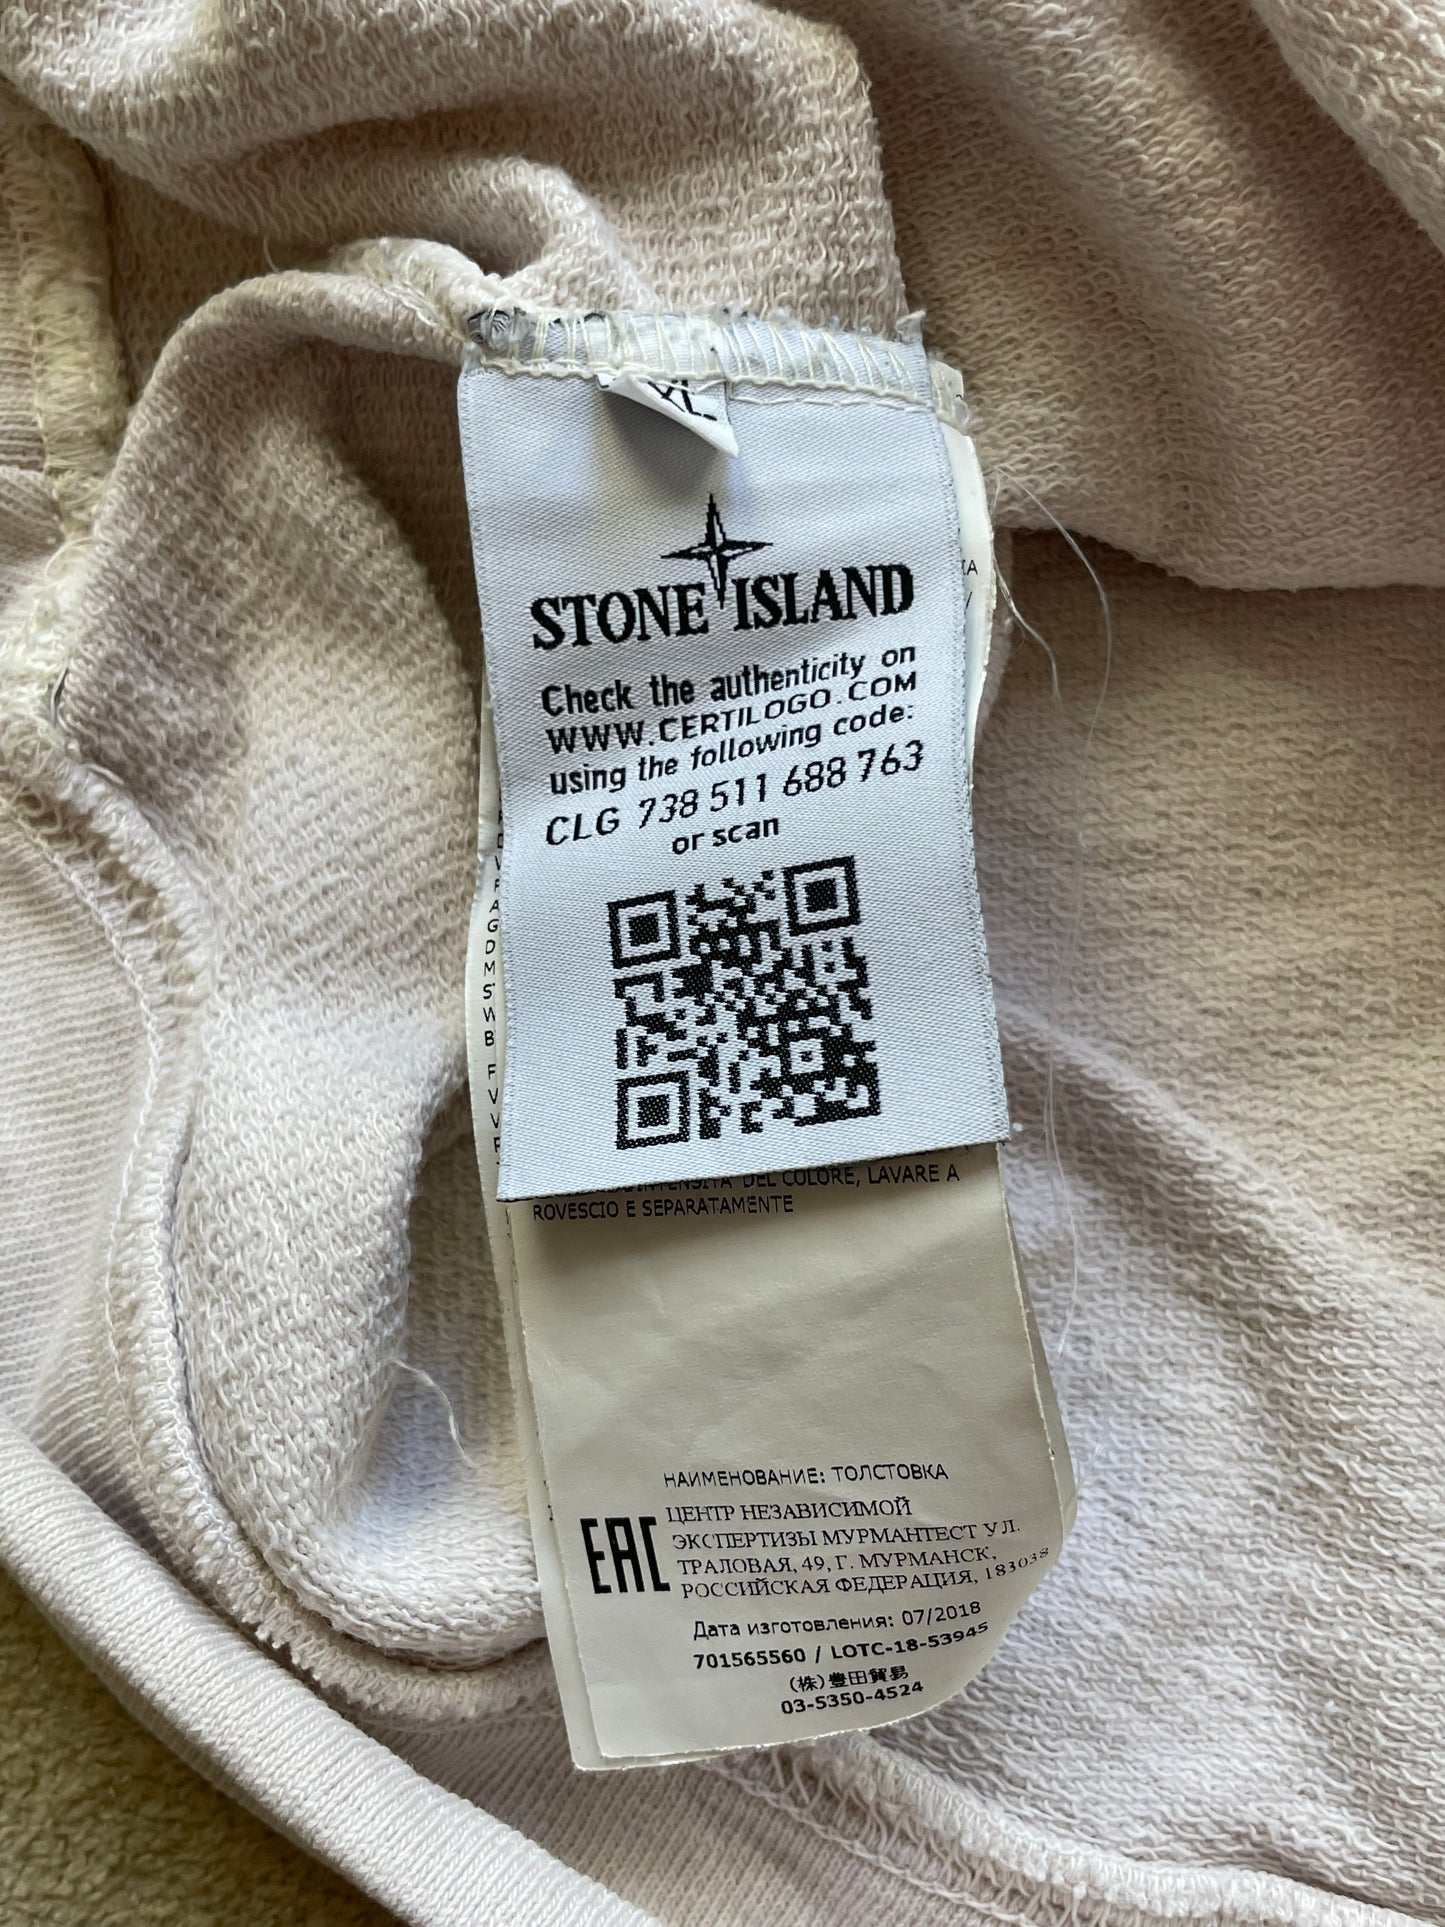 XL
STONE ISLAND
Check the authenticity on
WWW.CERTILOGO.COM
using the following code:
CLG 738 511 688 763
or scan
DEL COLORE, LAVARE A
ROVESCIO E SEPARATAMENTE
НАИМЕНОВАНИЕ: ТОЛСТОВКА
EAC
ЦЕНТР НЕЗАВИСИМОЙ
ЭКСПЕРТИЗЫ МУРМАНТЕСТ УЛ.
ТРАЛОВАЯ, 49, Г. МУРМАНСК,
РОССИЙСКАЯ ФЕДЕРАЦИЯ, 183038
Дата изготовления: 07/2018
701565560 / LOTC-18-53945
(株)豊田貿易
03-5350-4524